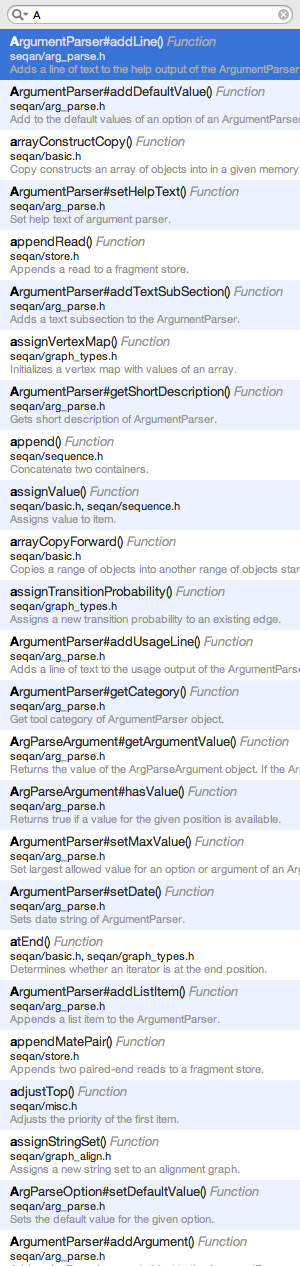 A
ArgumentParser#addLine() Function
seqan/arg_parse.h
Adds a line of text to the help output of the ArgumentParser
ArgumentParser#addDefaultValue() Function
seqan/arg_parse.h
Add to the default values of an option of an ArgumentParser
arrayConstructCopy() Function
seqan/basic.h
Copy constructs an array of objects into in a given memory
ArgumentParser#setHelpText() Function
seqan/arg_parse.h
Set help text of argument parser.
appendRead() Function
seqan/store.h
Appends a read to a fragment store.
ArgumentParser#addTextSubSection() Function
seqan/arg_parse.h
Adds a text subsection to the ArgumentParser.
assignVertexMap() Function
seqan/graph_types.h
Initializes a vertex map with values of an array.
ArgumentParser#getShortDescription() Function
seqan/arg_parse.h
Gets short description of ArgumentParser.
append() Function
seqan/sequence.h
Concatenate two containers.
assignValue() Function
seqan/basic.h, seqan/sequence.h
Assigns value to item.
arrayCopyForward() Function
seqan/basic.h
Copies a range of objects into another range of objects star
assignTransitionProbability() Function
seqan/graph_types.h
Assigns a new transition probability to an existing edge.
ArgumentParser#addUsageLine() Function
seqan/arg_parse.h
Adds a line of text to the usage output of the ArgumentParse
ArgumentParser#getCategory() Function
seqan/arg_parse.h
Get tool category of ArgumentParser object.
ArgParseArgument#getArgumentValue() Function
seqan/arg_parse.h
Returns the value of the ArgParseArgument object. If the Ar
ArgParseArgument#hasValue() Function
seqan/arg_parse.h
Returns true if a value for the given position is available.
ArgumentParser#setMaxValue() Function
seqan/arg_parse.h
Set largest allowed value for an option or argument of an Ar
ArgumentParser#setDate() Function
seqan/arg_parse.h
Sets date string of ArgumentParser.
atEnd() Function
seqan/basic.h, seqan/graph_types.h
Determines whether an iterator is at the end position.
ArgumentParser#addListItem() Function
seqan/arg_parse.h
Appends a list item to the ArgumentParser.
appendMatePair() Function
seqan/store.h
Appends two paired-end reads to a fragment store.
adjustTop() Function
seqan/misc.h
Adjusts the priority of the first item.
assignStringSet() Function
seqan/graph_align.h
Assigns a new string set to an alignment graph.
ArgParseOption#setDefaultValue() Function
seqan/arg_parse.h
Sets the default value for the given option.
ArgumentParser#addArgument() Function
seqan/arg_parse.h